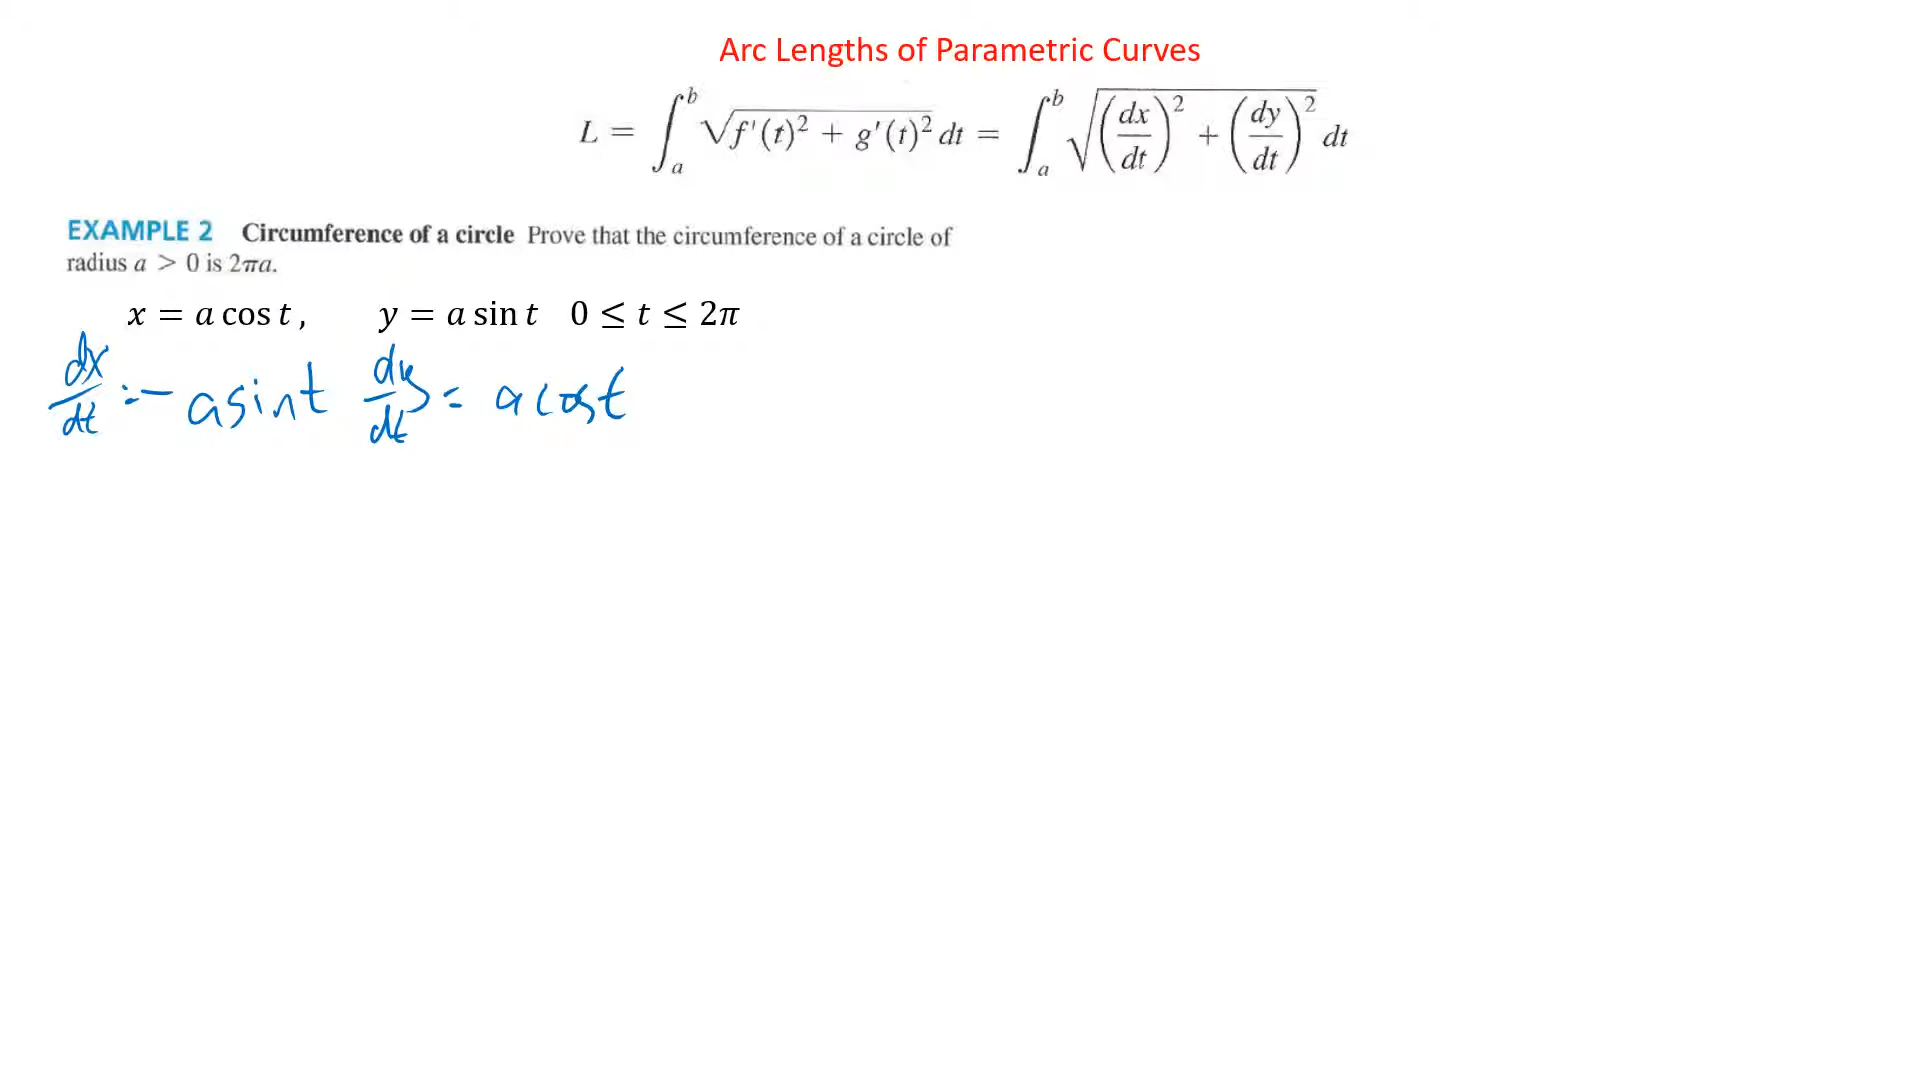 Arc Lengths of Parametric Curves
L = ∫_a^b √(f'(t)² + g'(t)²) dt = ∫_a^b √((dx/dt)² + (dy/dt)²) dt
EXAMPLE 2 Circumference of a circle Prove that the circumference of a circle of
radius a > 0 is 2πa.
x = a cos t, y = a sin t 0 ≤ t ≤ 2π
dx/dt = - a sin t dy/dt = a cos t